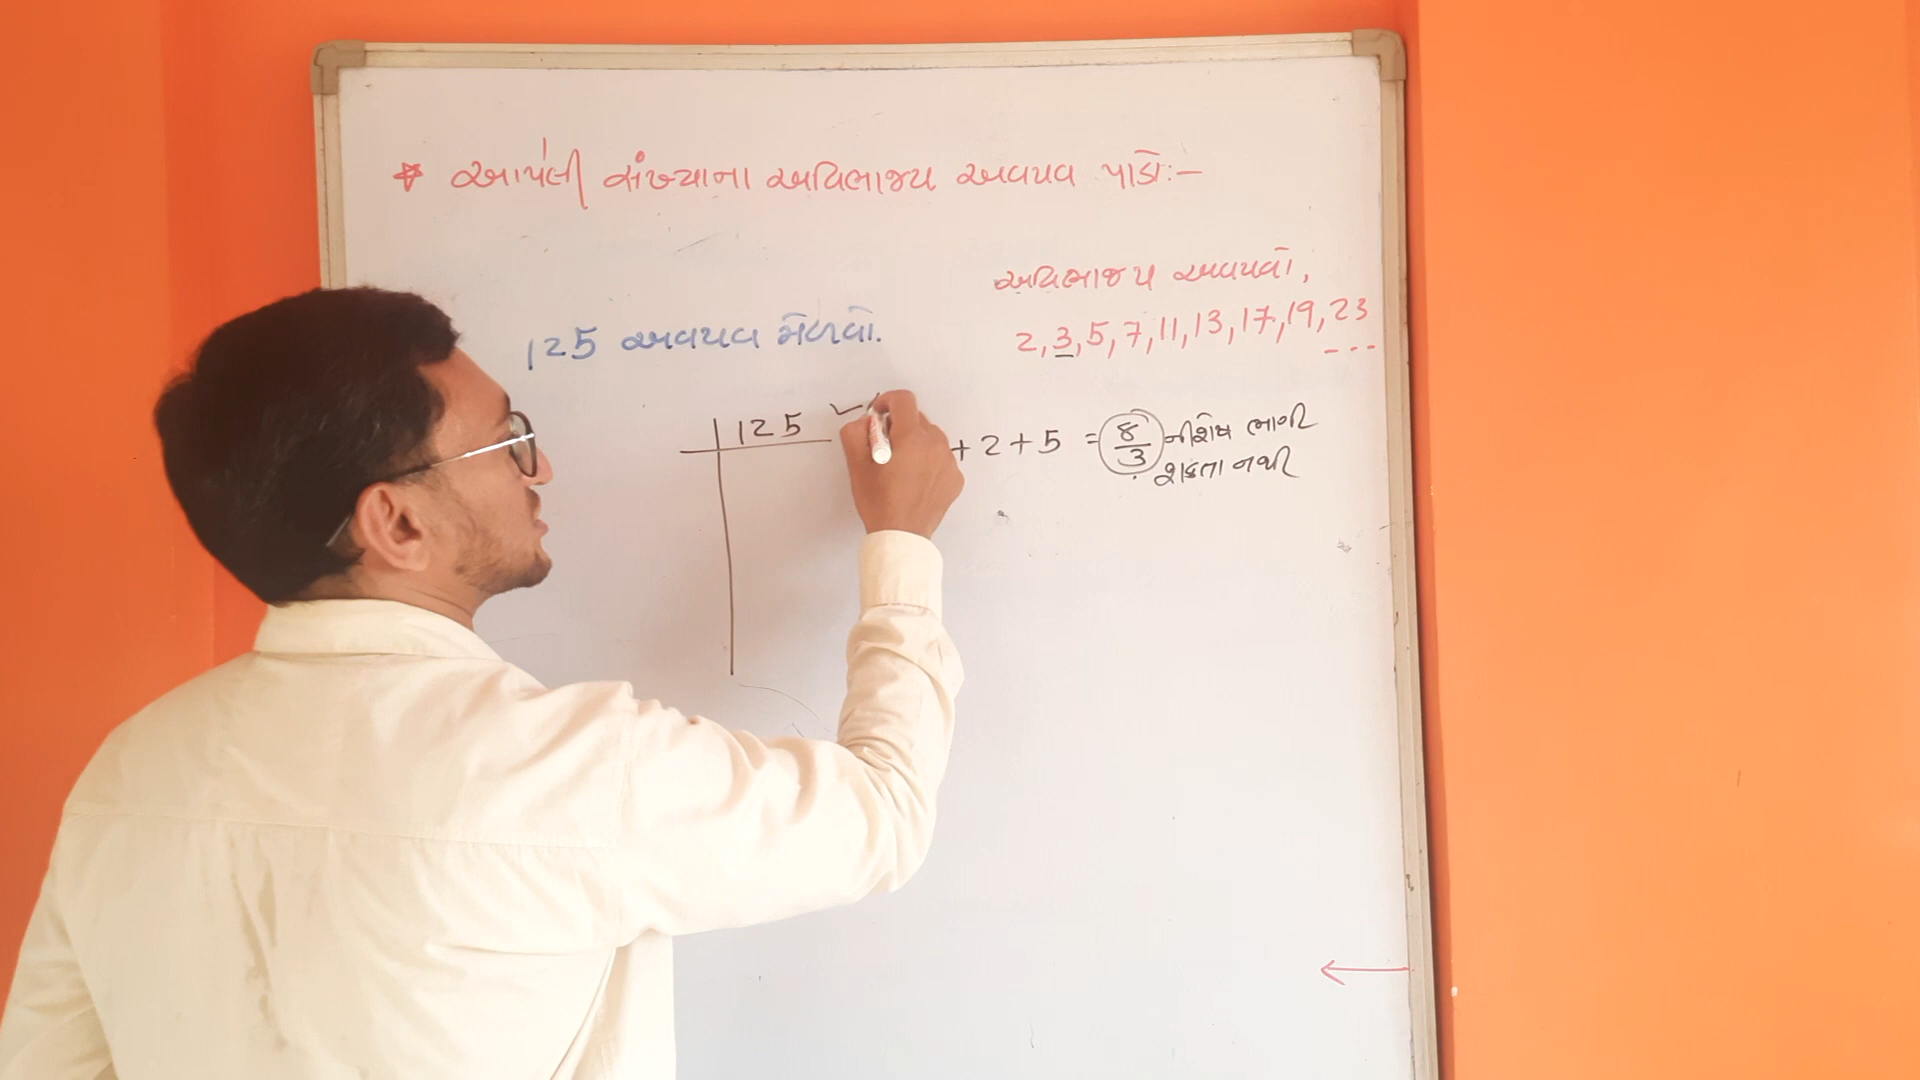 * આપેલી સંખ્યાના અવિભાજ્ય અવયવ પાડો:-
અવિભાજ્ય અવયવો,
2, 3, 5, 7, 11, 13, 17, 19, 23
- - -
125 અવયવ મેળવો.
125
+ 2 + 5 = 8/3 નીશેષ ભાગી
શકતા નથી